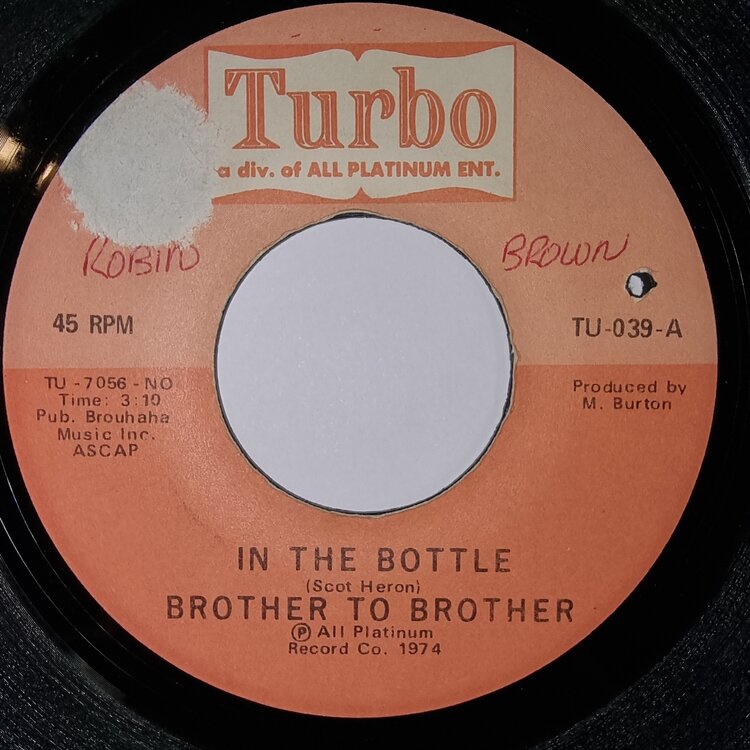 Turbo
a div. of ALL PLATINUM ENT.
ROBIN BROWN
45 RPM
TU-039-A
TU-7056-NO
Time: 3:10
Pub. Brouhaha
Music Inc.
ASCAP
Produced by
M. Burton
IN THE BOTTLE
(Scot Heron)
BROTHER TO BROTHER
Ⓟ All Platinum
Record Co. 1974